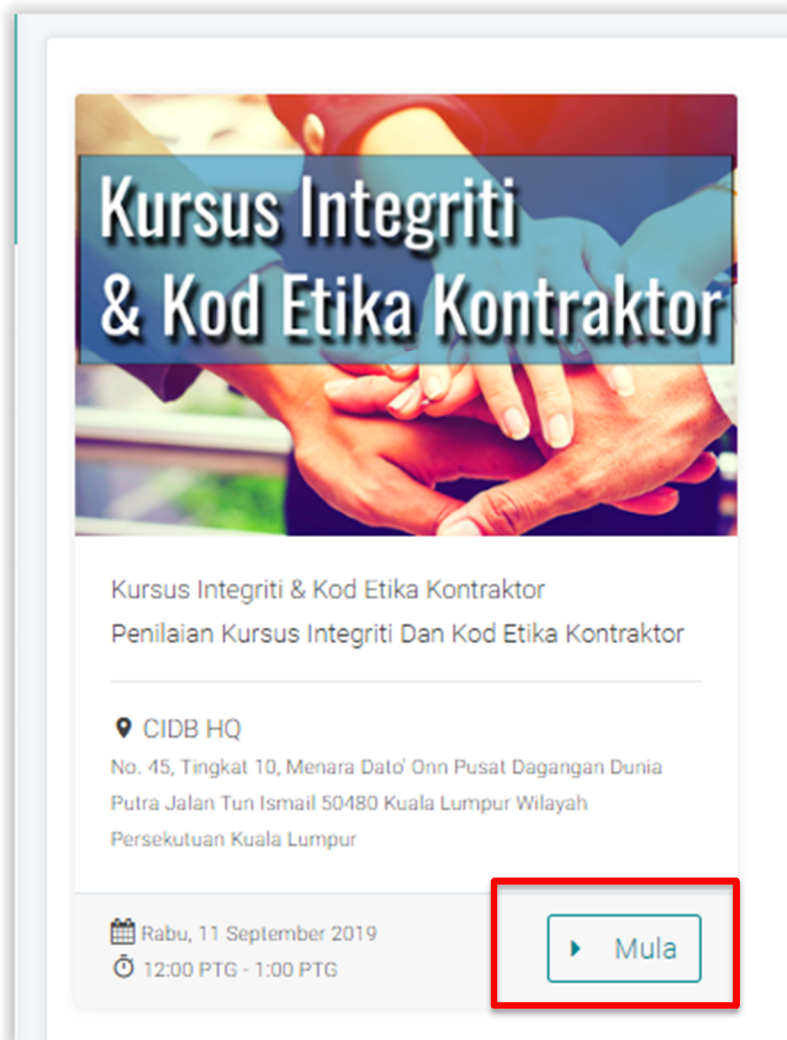 Kursus Integriti
& Kod Etika Kontraktor
Kursus Integriti & Kod Etika Kontraktor
Penilaian Kursus Integriti Dan Kod Etika Kontraktor
CIDB HQ
No. 45, Tingkat 10, Menara Dato' Onn Pusat Dagangan Dunia
Putra Jalan Tun Ismail 50480 Kuala Lumpur Wilayah
Persekutuan Kuala Lumpur
Rabu, 11 September 2019
12:00 PTG - 1:00 PTG
Mula